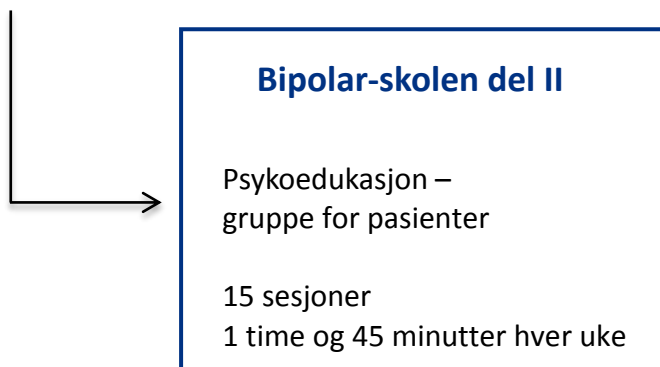 Bipolar-skolen del II
Psykoedukasjon –
gruppe for pasienter
15 sesjoner
1 time og 45 minutter hver uke